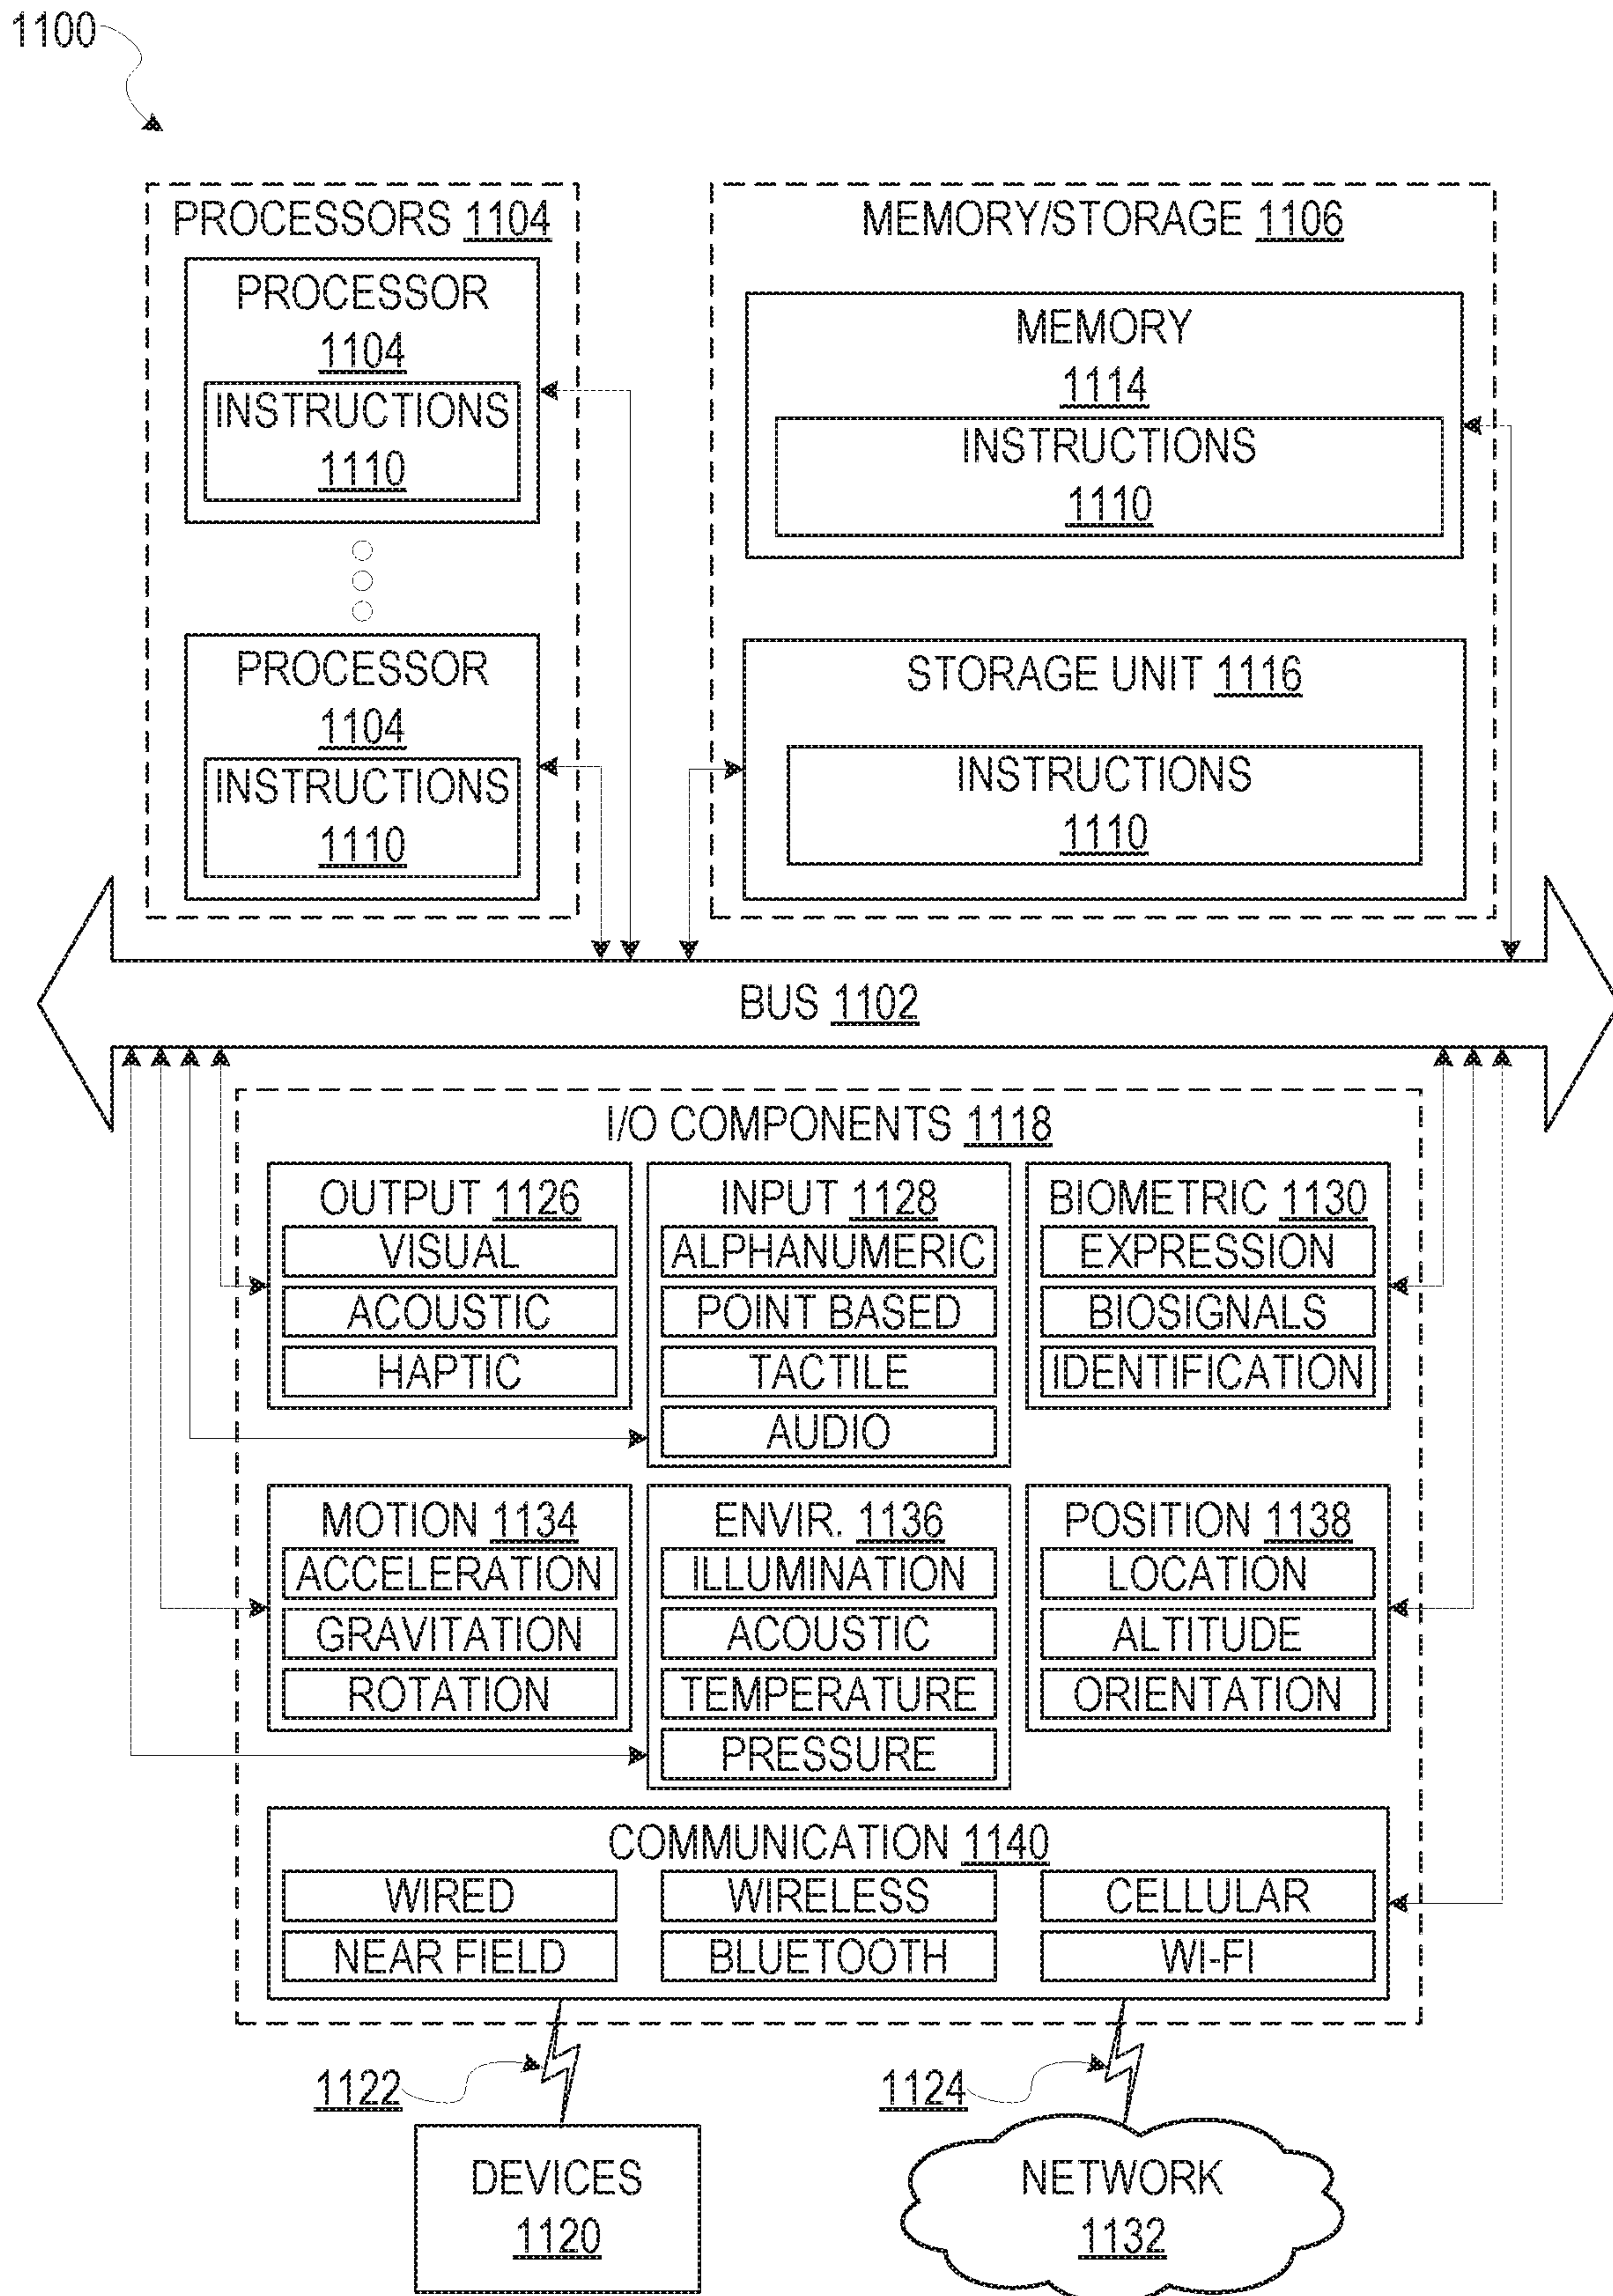 1100
PROCESSORS 1104
PROCESSOR
1104
INSTRUCTIONS
1110
PROCESSOR
1104
INSTRUCTIONS
1110
MEMORY/STORAGE 1106
MEMORY
1114
INSTRUCTIONS
1110
STORAGE UNIT 1116
INSTRUCTIONS
1110
BUS 1102
I/O COMPONENTS 1118
OUTPUT 1126
VISUAL
ACOUSTIC
HAPTIC
INPUT 1128
ALPHANUMERIC
POINT BASED
TACTILE
AUDIO
BIOMETRIC 1130
EXPRESSION
BIOSIGNALS
IDENTIFICATION
MOTION 1134
ACCELERATION
GRAVITATION
ROTATION
ENVIR. 1136
ILLUMINATION
ACOUSTIC
TEMPERATURE
PRESSURE
POSITION 1138
LOCATION
ALTITUDE
ORIENTATION
COMMUNICATION 1140
WIRED
WIRELESS
CELLULAR
NEAR FIELD
BLUETOOTH
WI-FI
1122
1124
DEVICES
1120
NETWORK
1132